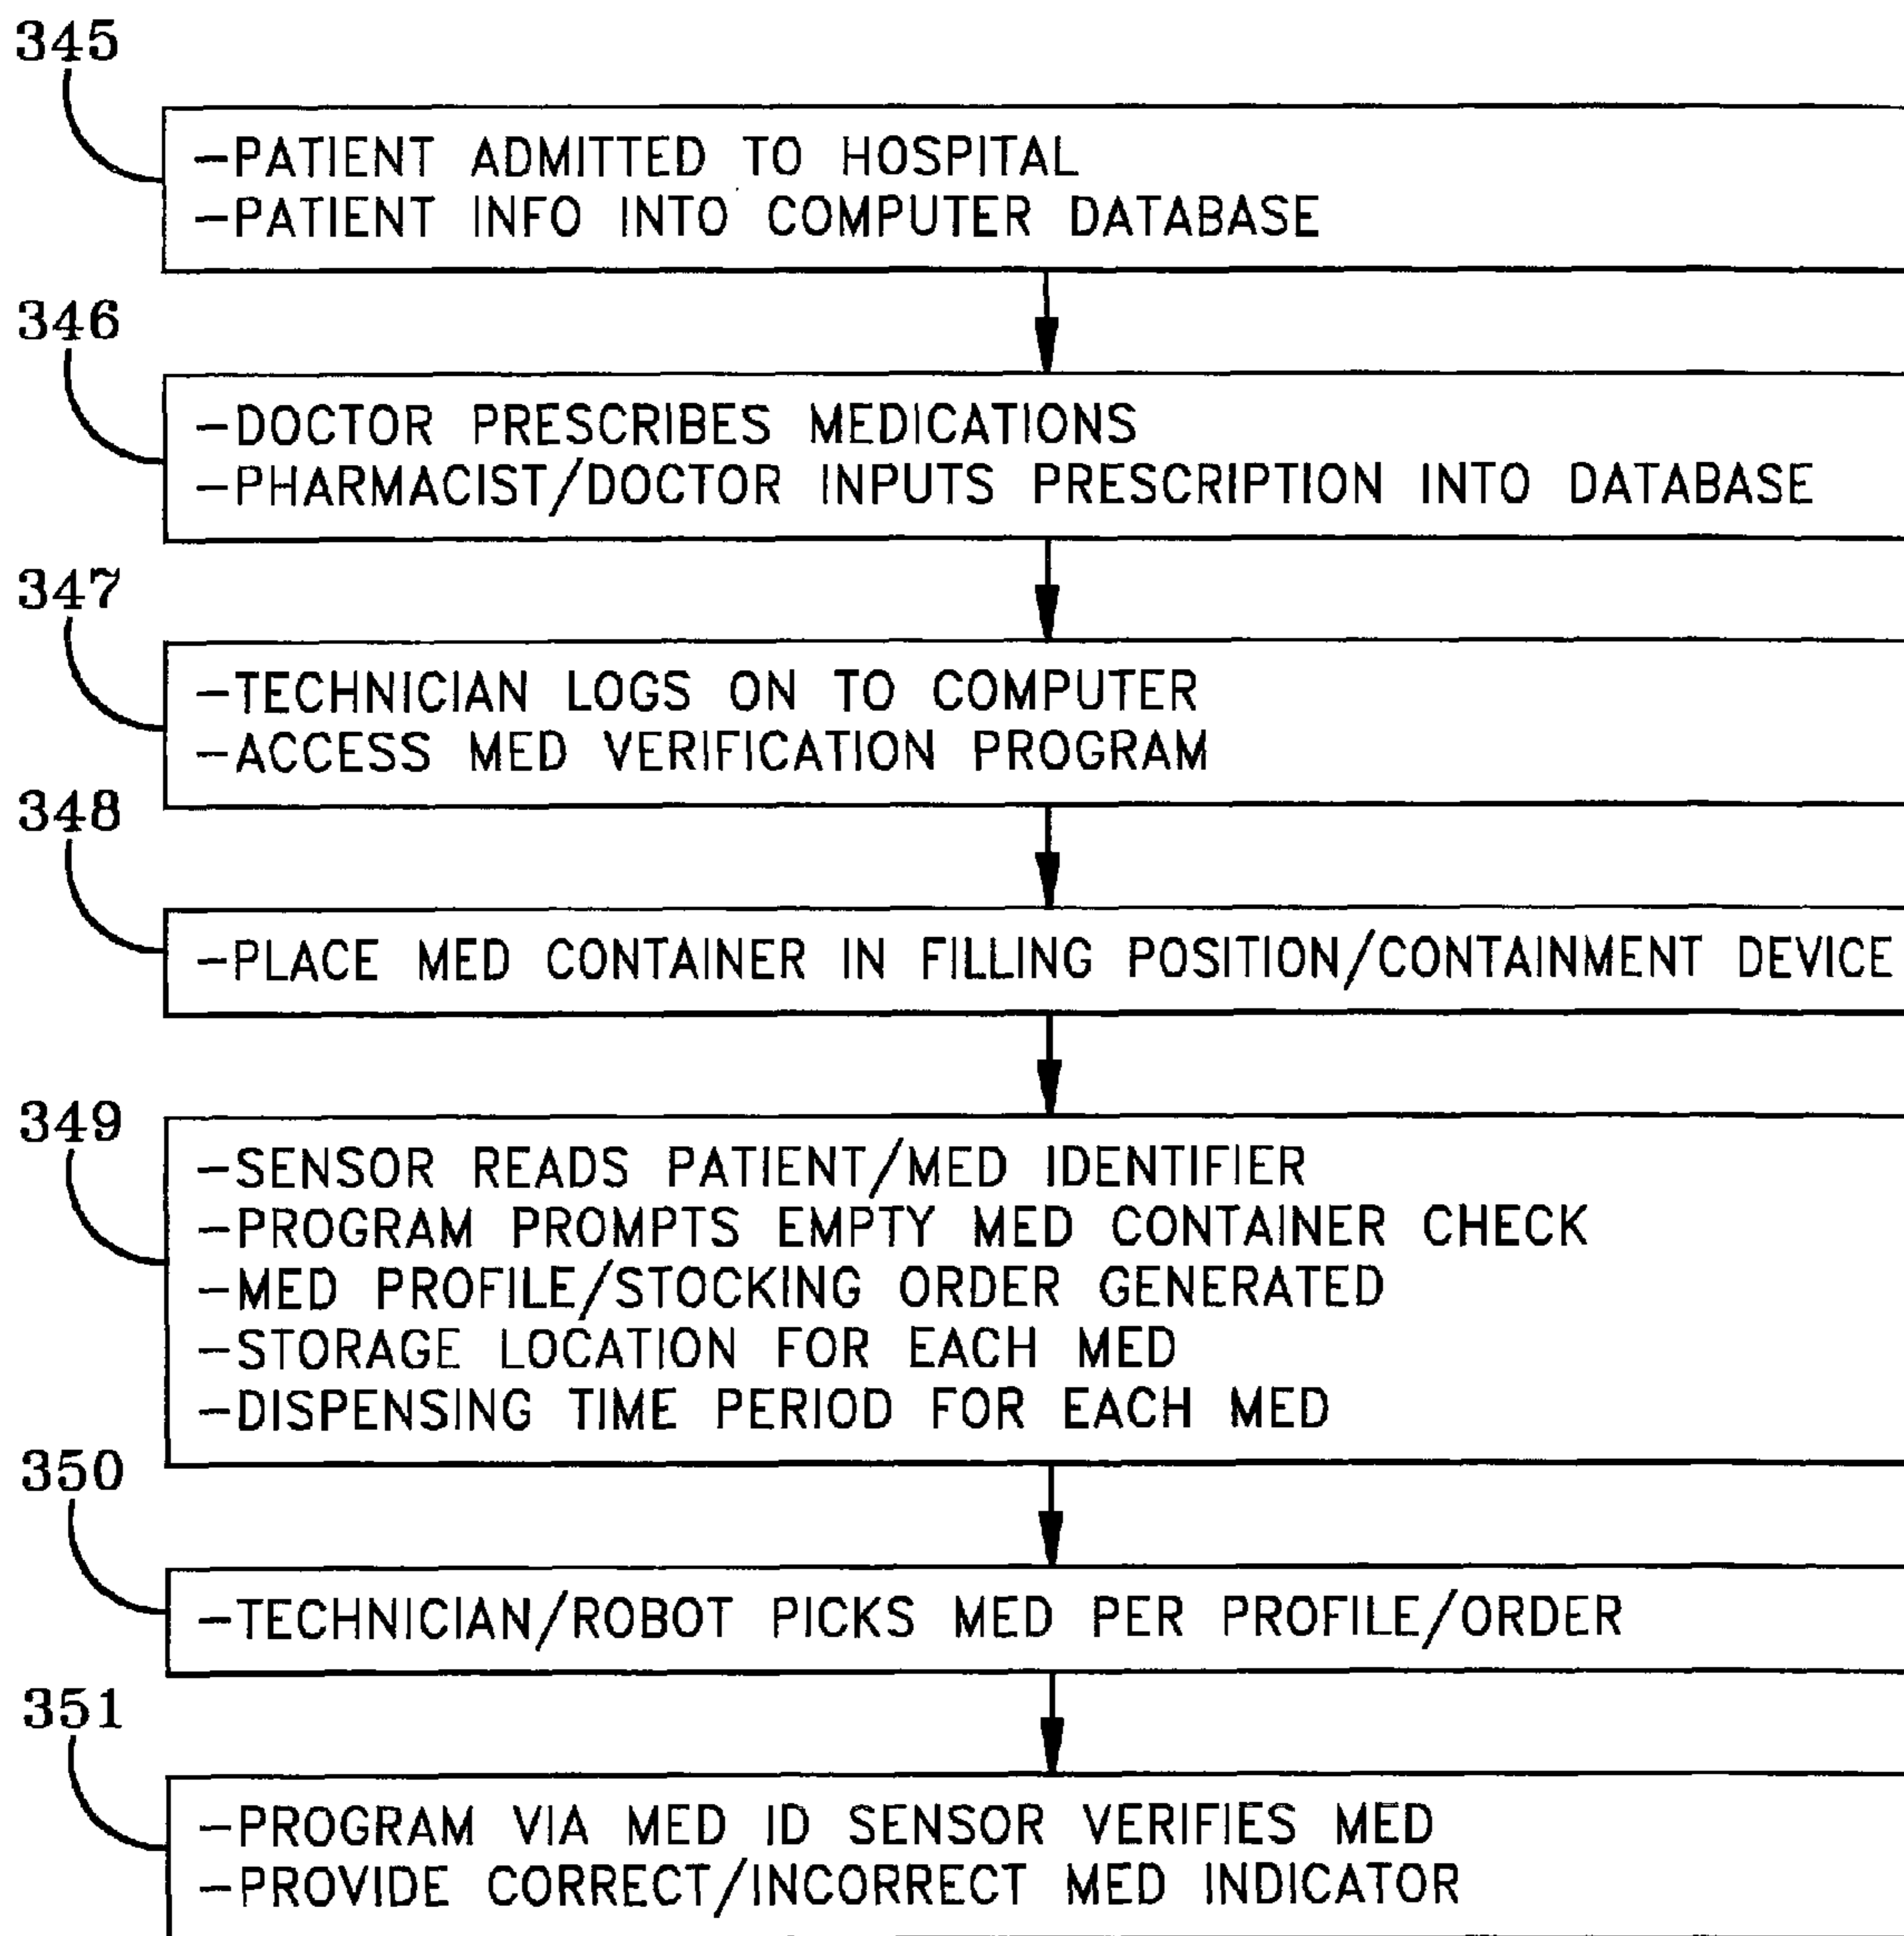 345
-PATIENT ADMITTED TO HOSPITAL
-PATIENT INFO INTO COMPUTER DATABASE
346
-DOCTOR PRESCRIBES MEDICATIONS
-PHARMACIST/DOCTOR INPUTS PRESCRIPTION INTO DATABASE
347
-TECHNICIAN LOGS ON TO COMPUTER
-ACCESS MED VERIFICATION PROGRAM
348
-PLACE MED CONTAINER IN FILLING POSITION/CONTAINMENT DEVICE
349
-SENSOR READS PATIENT/MED IDENTIFIER
-PROGRAM PROMPTS EMPTY MED CONTAINER CHECK
-MED PROFILE/STOCKING ORDER GENERATED
-STORAGE LOCATION FOR EACH MED
-DISPENSING TIME PERIOD FOR EACH MED
350
-TECHNICIAN/ROBOT PICKS MED PER PROFILE/ORDER
351
-PROGRAM VIA MED ID SENSOR VERIFIES MED
-PROVIDE CORRECT/INCORRECT MED INDICATOR